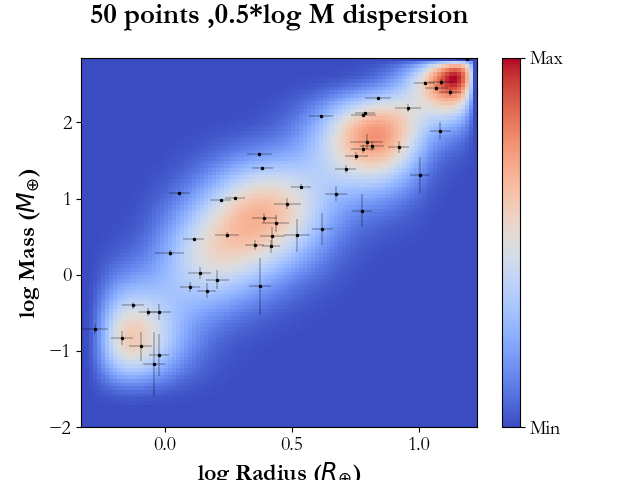 50 points ,0.5*log M dispersion
Max
2
1
0
−1
−2
log Mass (M⊕)
Min
0.0 0.5 1.0
log Radius (R⊕)